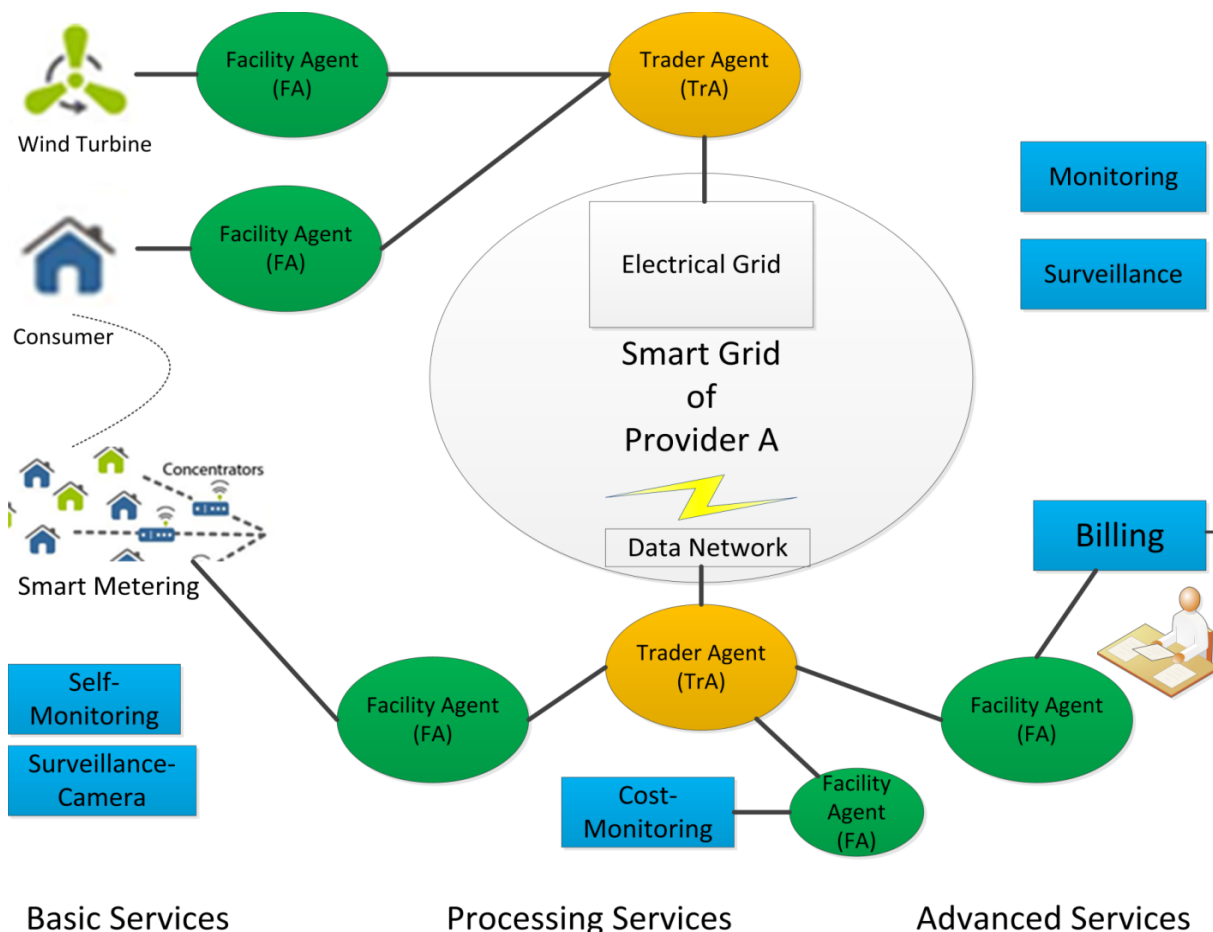 Facility Agent
(FA)
Trader Agent
(TrA)
Wind Turbine
Monitoring
Facility Agent
(FA)
Electrical Grid
Surveillance
Consumer
Smart Grid
of
Provider A
Concentrators
Billing
Data Network
Smart Metering
Trader Agent
(TrA)
Self-
Monitoring
Facility Agent
(FA)
Facility Agent
(FA)
Surveillance-
Camera
Cost-
Monitoring
Facility
Agent
(FA)
Basic Services
Processing Services
Advanced Services